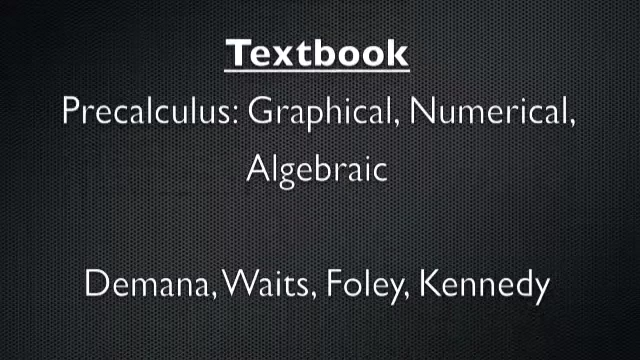 Textbook
Precalculus: Graphical, Numerical,
Algebraic
Demana, Waits, Foley, Kennedy